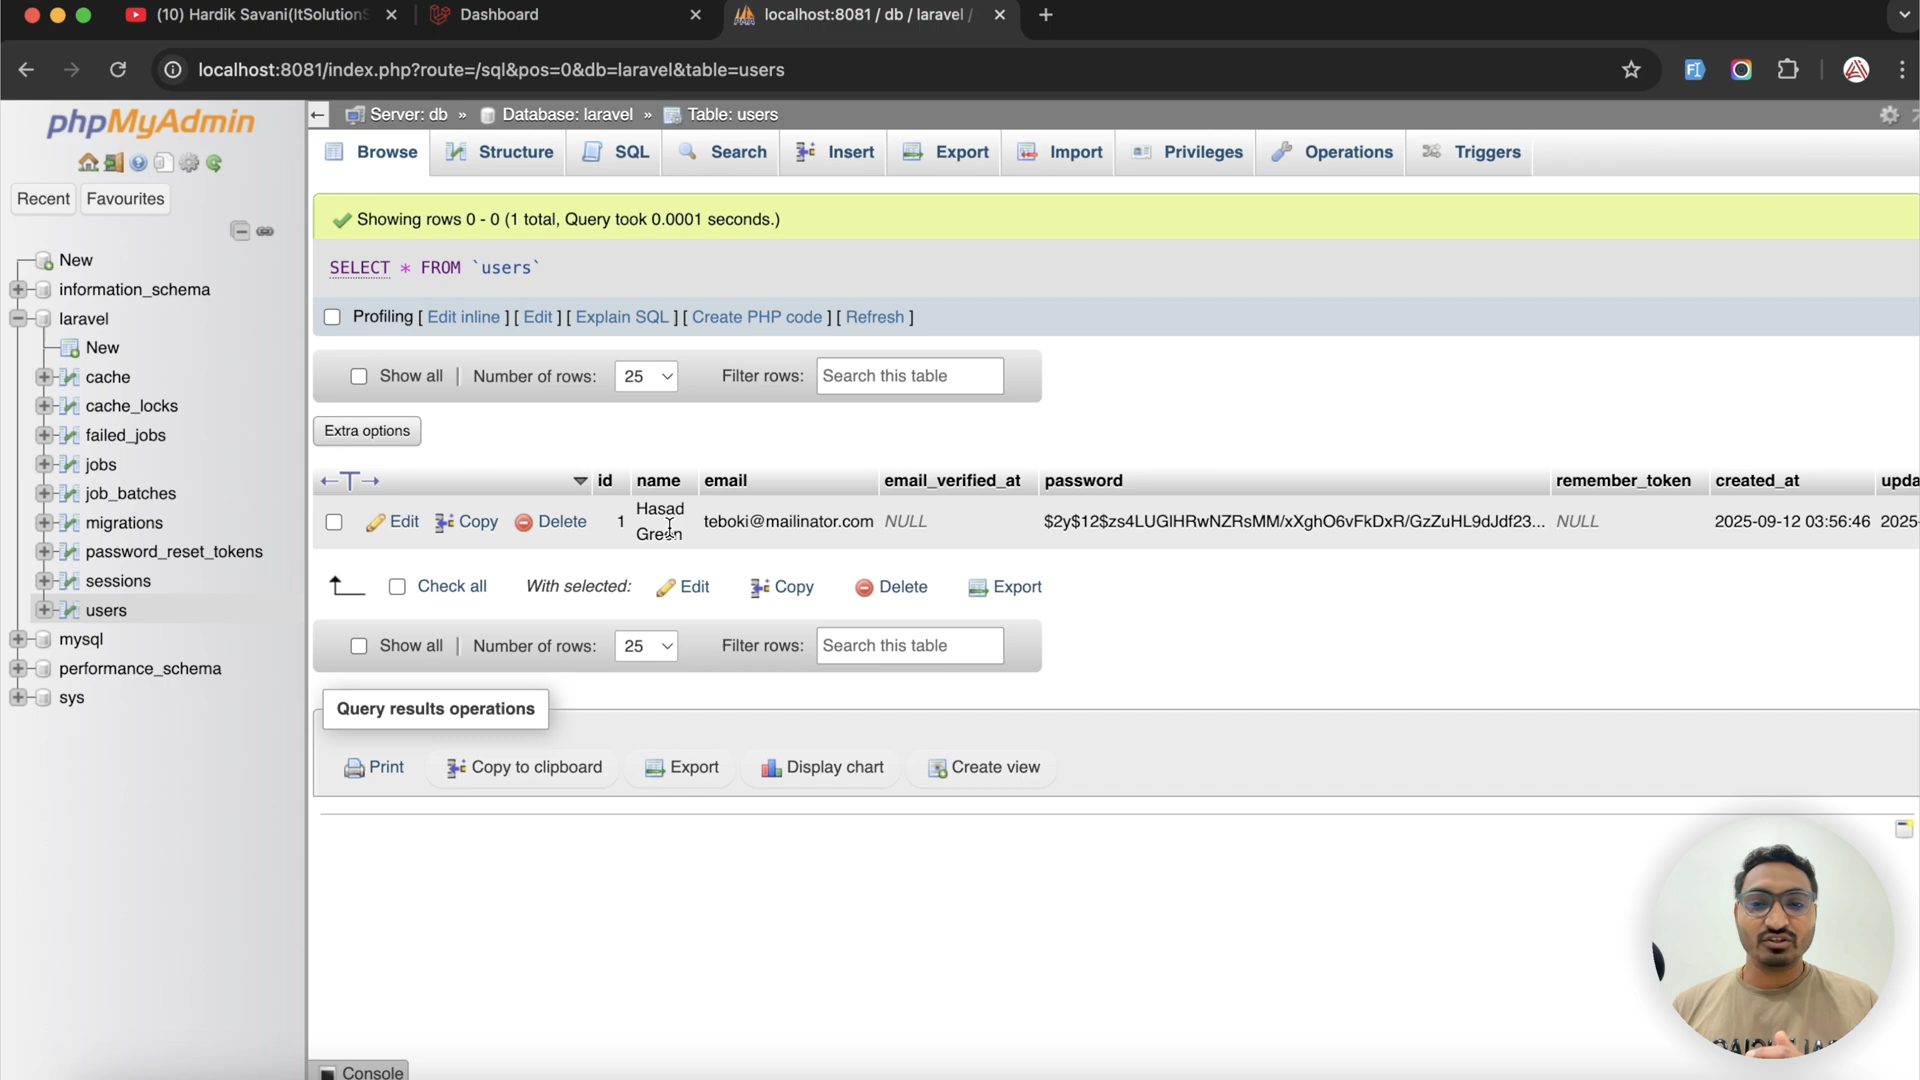 (10) Hardik Savani(ItSolutionS
Dashboard
localhost:8081 / db / laravel /
localhost:8081/index.php?route=/sql&pos=0&db=laravel&table=users
phpMyAdmin
Recent
Favourites
New
information_schema
laravel
New
cache
cache_locks
failed_jobs
jobs
job_batches
migrations
password_reset_tokens
sessions
users
mysql
performance_schema
sys
Server: db » Database: laravel » Table: users
Browse
Structure
SQL
Search
Insert
Export
Import
Privileges
Operations
Triggers
Showing rows 0 - 0 (1 total, Query took 0.0001 seconds.)
SELECT * FROM `users`
Profiling [ Edit inline ] [ Edit ] [ Explain SQL ] [ Create PHP code ] [ Refresh ]
Show all | Number of rows: 25 Filter rows: Search this table
Extra options
id name email email_verified_at password remember_token created_at upda
Edit Copy Delete 1 Hasad Green teboki@mailinator.com NULL $2y$12$zs4LUGlHRwNZRsMM/xXghO6vFkDxR/GzZuHL9dJdf23... NULL 2025-09-12 03:56:46 2025-
Check all With selected: Edit Copy Delete Export
Show all | Number of rows: 25 Filter rows: Search this table
Query results operations
Print Copy to clipboard Export Display chart Create view
Console